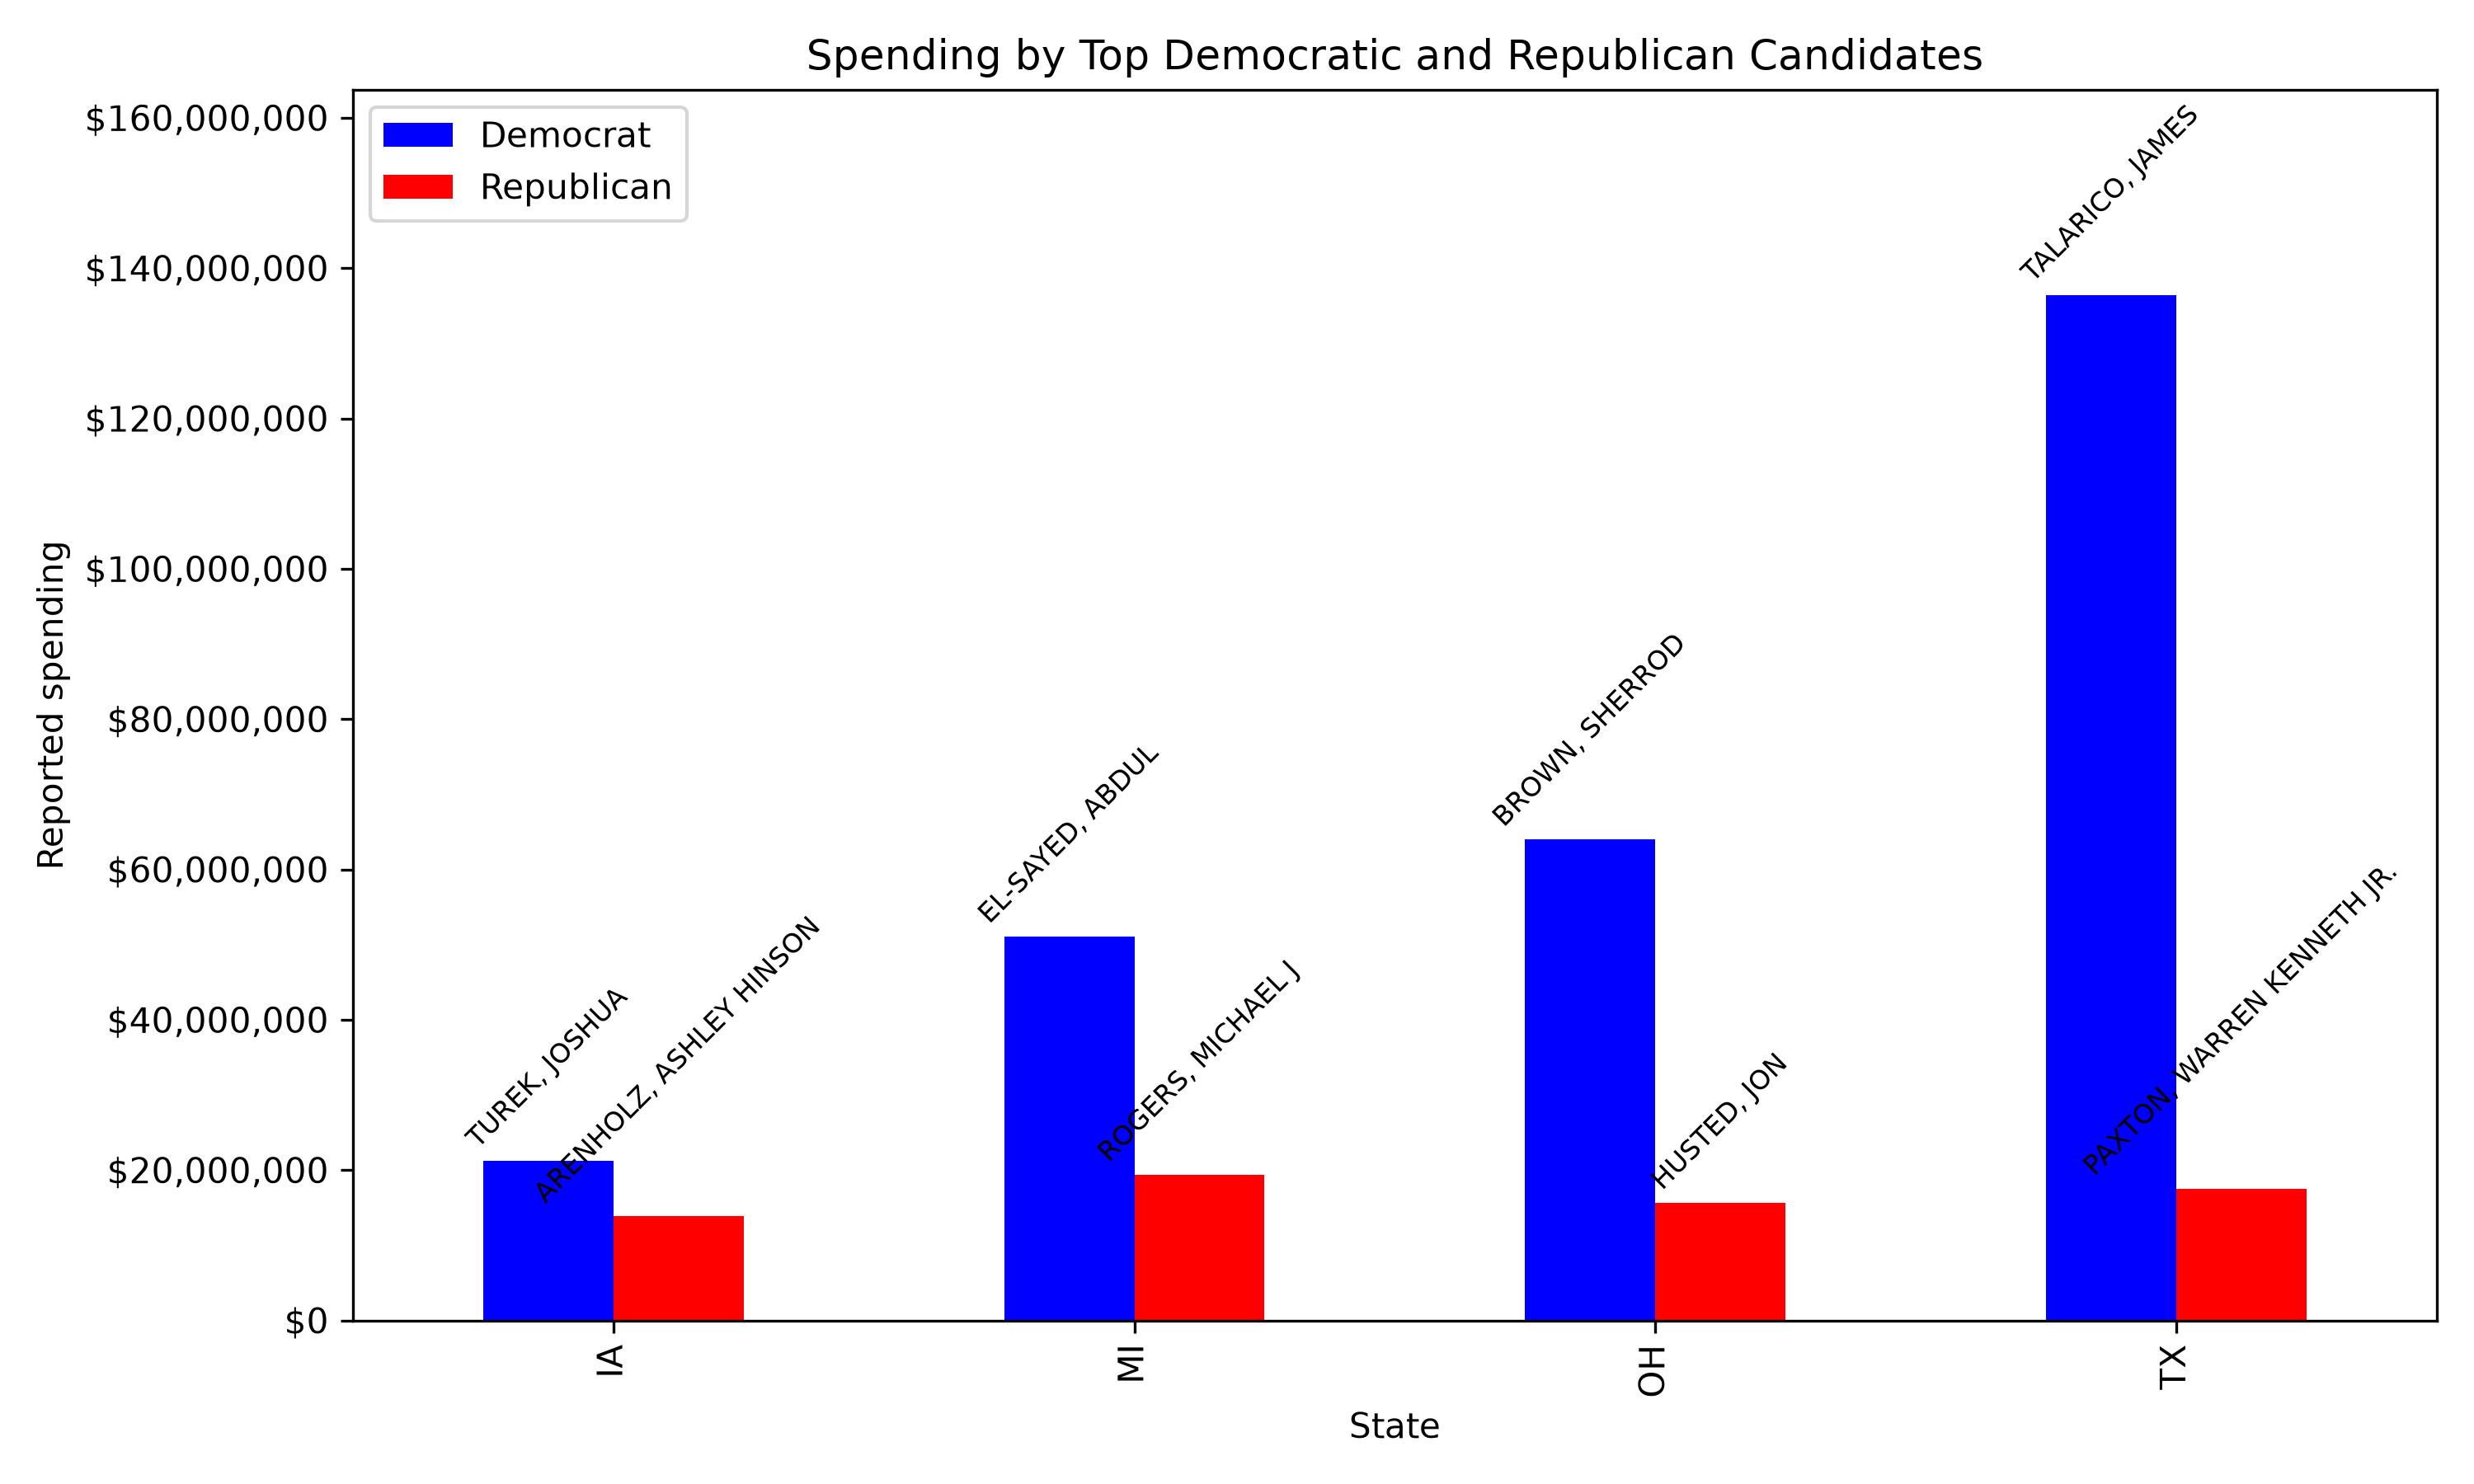 Spending by Top Democratic and Republican Candidates
Democrat
Republican
$160,000,000
$140,000,000
$120,000,000
$100,000,000
$80,000,000
$60,000,000
$40,000,000
$20,000,000
$0
Reported spending
TUREK, JOSHUA
ARENHOLZ, ASHLEY HINSON
EL-SAYED, ABDUL
ROGERS, MICHAEL J
BROWN, SHERROD
HUSTED, JON
TALARICO, JAMES
PAXTON, WARREN KENNETH JR.
IA
MI
OH
TX
State